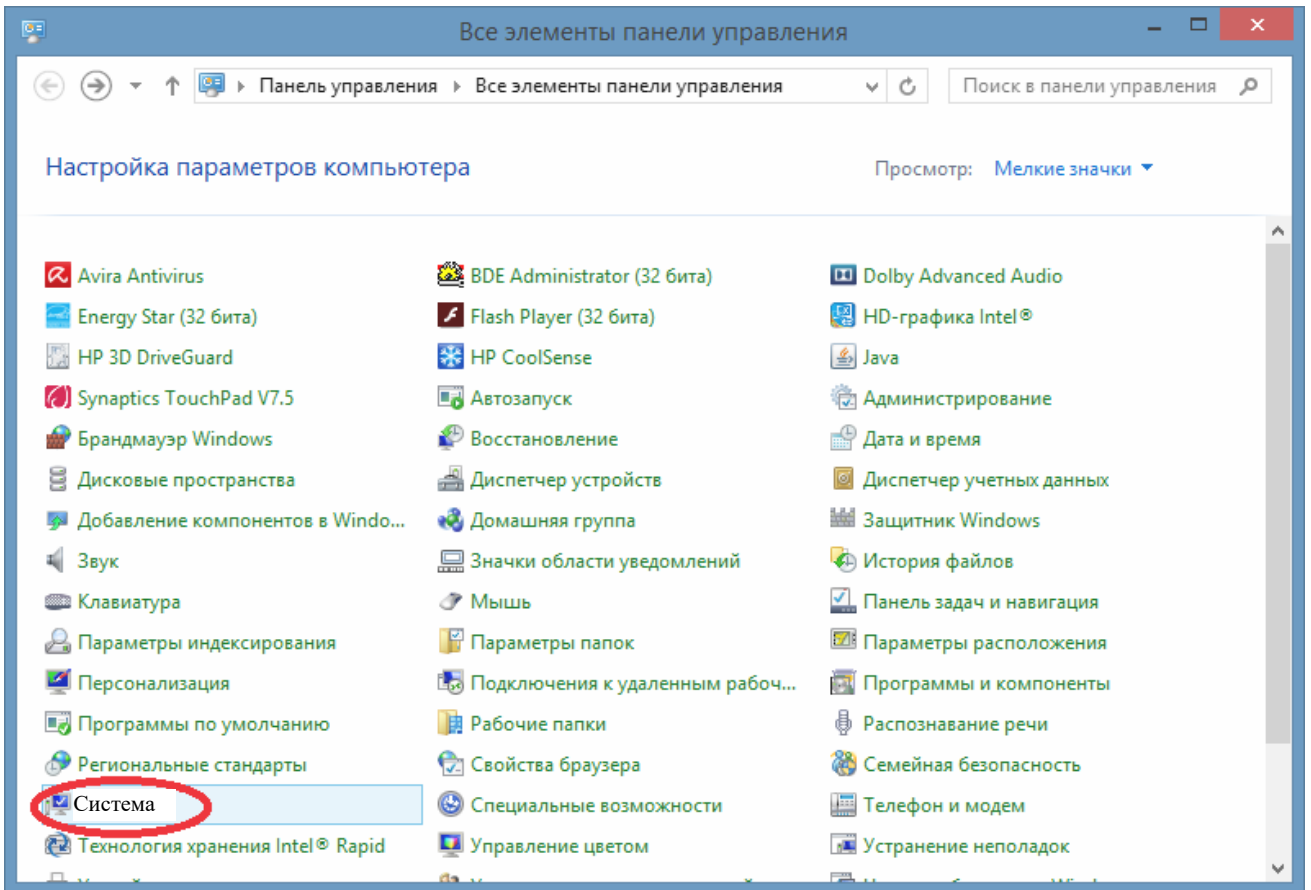 Все элементы панели управления
Панель управления Все элементы панели управления Поиск в панели управления
Настройка параметров компьютера Просмотр: Мелкие значки
Avira Antivirus BDE Administrator (32 бита) Dolby Advanced Audio
Energy Star (32 бита) Flash Player (32 бита) HD-графика Intel®
HP 3D DriveGuard HP CoolSense Java
Synaptics TouchPad V7.5 Автозапуск Администрирование
Брандмауэр Windows Восстановление Дата и время
Дисковые пространства Диспетчер устройств Диспетчер учетных данных
Добавление компонентов в Windo... Домашняя группа Защитник Windows
Звук Значки области уведомлений История файлов
Клавиатура Мышь Панель задач и навигация
Параметры индексирования Параметры папок Параметры расположения
Персонализация Подключения к удаленным рабоч... Программы и компоненты
Программы по умолчанию Рабочие папки Распознавание речи
Региональные стандарты Свойства браузера Семейная безопасность
Система Специальные возможности Телефон и модем
Технология хранения Intel® Rapid Управление цветом Устранение неполадок